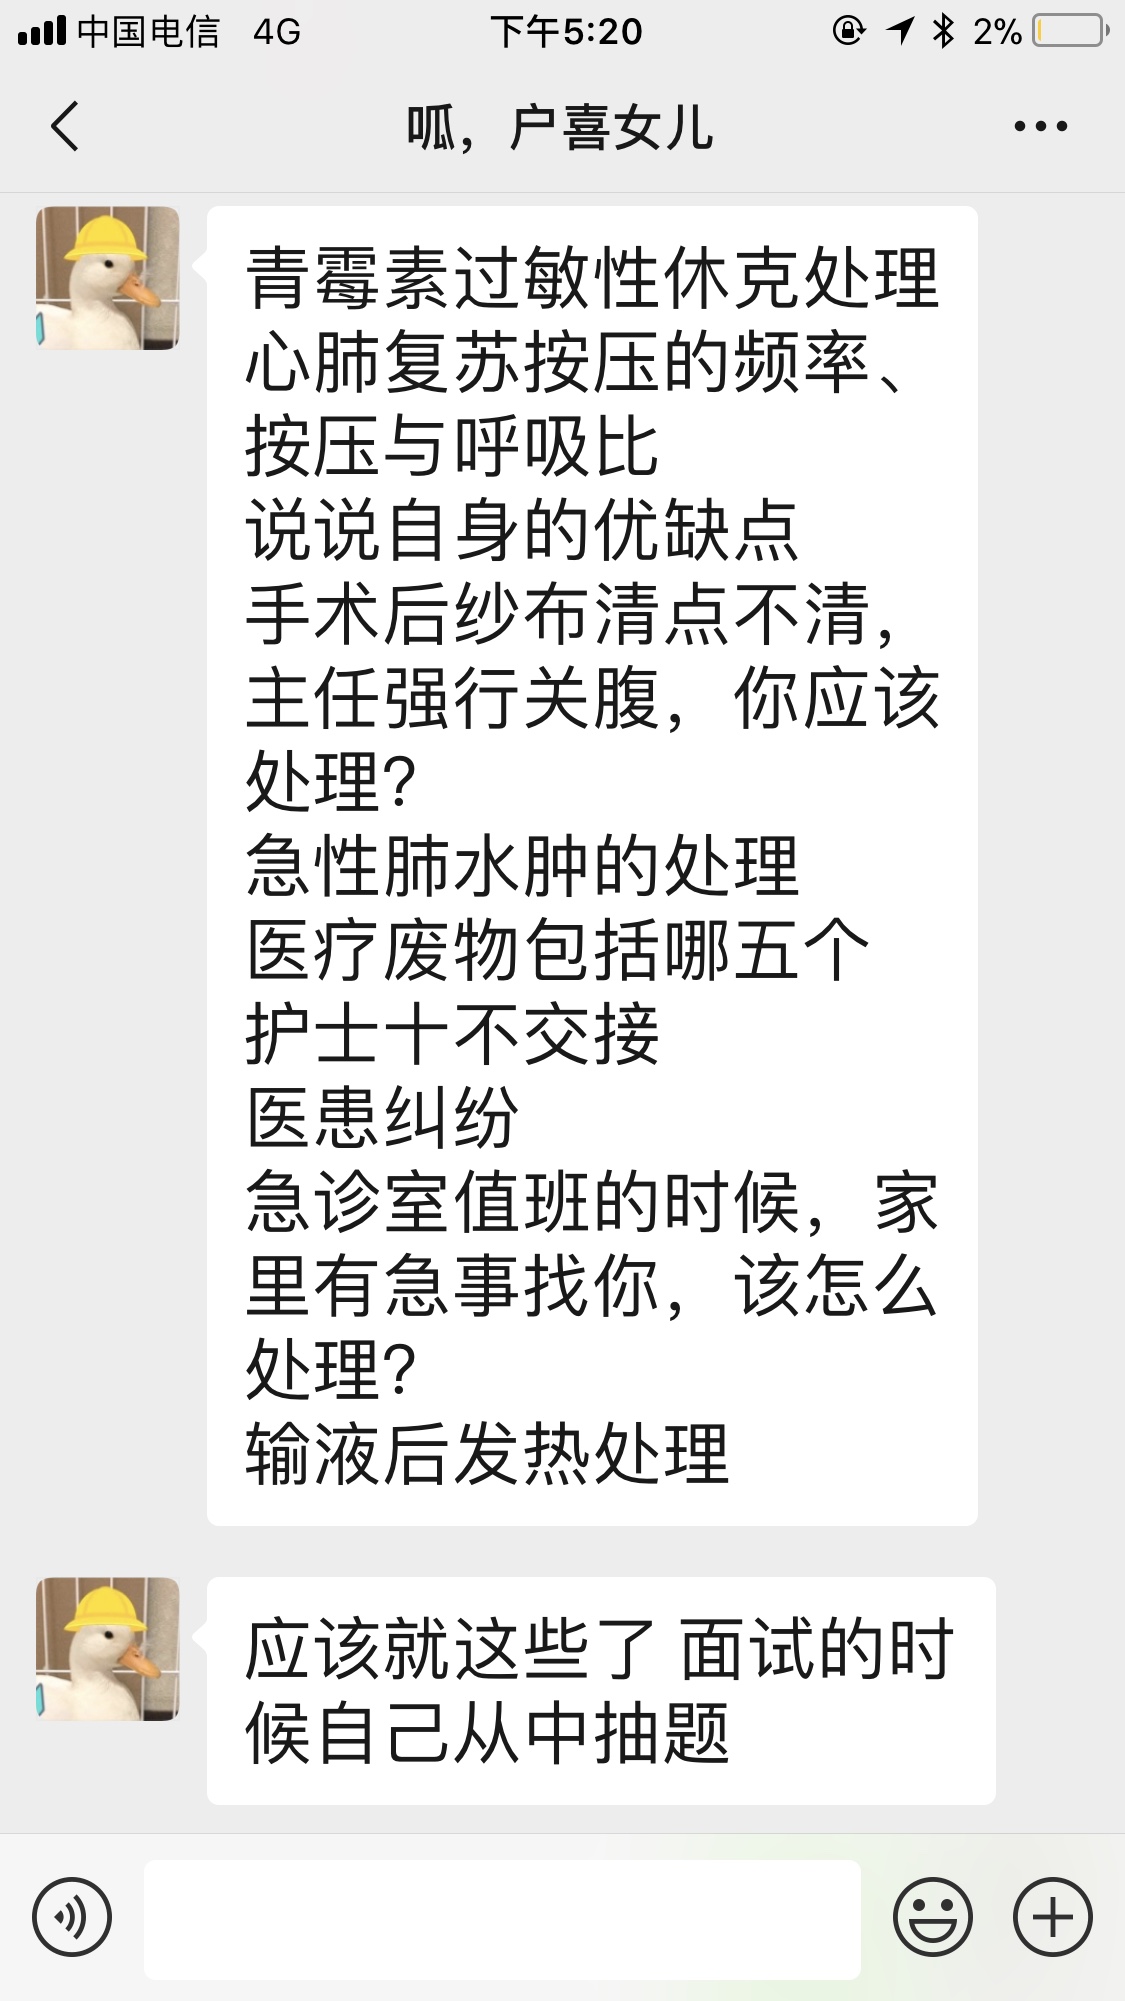 中国电信 4G 下午5:20 2%
呱，户喜女儿
青霉素过敏性休克处理
心肺复苏按压的频率、
按压与呼吸比
说说自身的优缺点
手术后纱布清点不清，
主任强行关腹，你应该
处理？
急性肺水肿的处理
医疗废物包括哪五个
护士十不交接
医患纠纷
急诊室值班的时候，家
里有急事找你，该怎么
处理？
输液后发热处理
应该就这些了 面试的时
候自己从中抽题